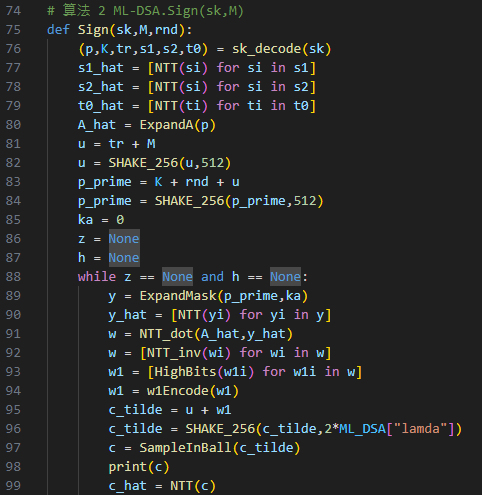 74 # 算法 2 ML-DSA.Sign(sk,M)
75 def Sign(sk,M,rnd):
76 (p,K,tr,s1,s2,t0) = sk_decode(sk)
77 s1_hat = [NTT(si) for si in s1]
78 s2_hat = [NTT(si) for si in s2]
79 t0_hat = [NTT(ti) for ti in t0]
80 A_hat = ExpandA(p)
81 u = tr + M
82 u = SHAKE_256(u,512)
83 p_prime = K + rnd + u
84 p_prime = SHAKE_256(p_prime,512)
85 ka = 0
86 z = None
87 h = None
88 while z == None and h == None:
89 y = ExpandMask(p_prime,ka)
90 y_hat = [NTT(yi) for yi in y]
91 w = NTT_dot(A_hat,y_hat)
92 w = [NTT_inv(wi) for wi in w]
93 w1 = [HighBits(w1i) for w1i in w]
94 w1 = w1Encode(w1)
95 c_tilde = u + w1
96 c_tilde = SHAKE_256(c_tilde,2*ML_DSA["lamda"])
97 c = SampleInBall(c_tilde)
98 print(c)
99 c_hat = NTT(c)